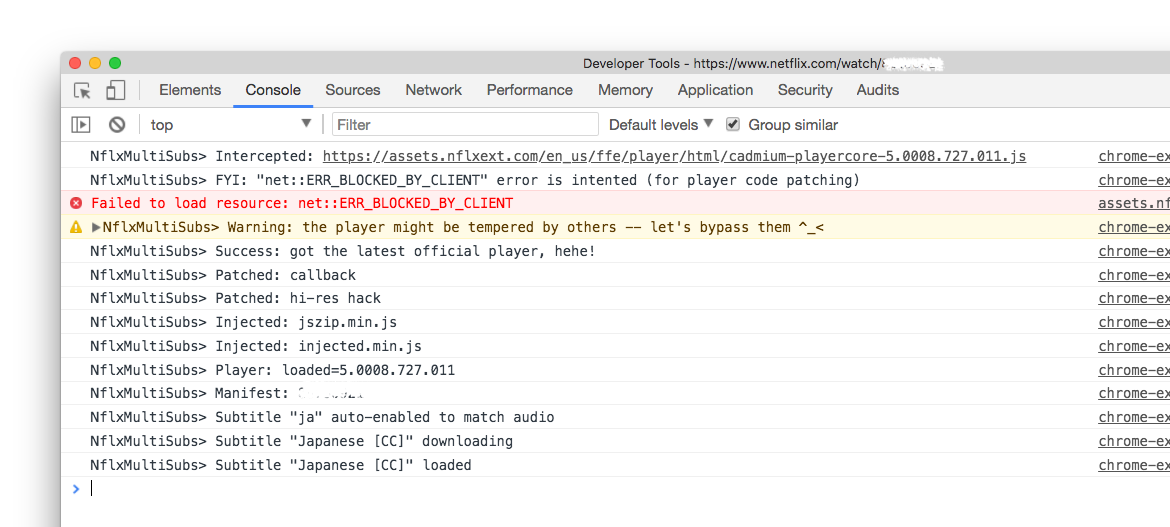 Developer Tools - https://www.netflix.com/watch/
Elements Console Sources Network Performance Memory Application Security Audits
top Filter Default levels Group similar
NflxMultiSubs> Intercepted: https://assets.nflxext.com/en_us/ffe/player/html/cadmium-playercore-5.0008.727.011.js chrome-ex
NflxMultiSubs> FYI: "net::ERR_BLOCKED_BY_CLIENT" error is intented (for player code patching) chrome-ex
Failed to load resource: net::ERR_BLOCKED_BY_CLIENT assets.nf
NflxMultiSubs> Warning: the player might be tempered by others -- let's bypass them ^_< chrome-ex
NflxMultiSubs> Success: got the latest official player, hehe! chrome-ex
NflxMultiSubs> Patched: callback chrome-ex
NflxMultiSubs> Patched: hi-res hack chrome-ex
NflxMultiSubs> Injected: jszip.min.js chrome-ex
NflxMultiSubs> Injected: injected.min.js chrome-ex
NflxMultiSubs> Player: loaded=5.0008.727.011 chrome-ex
NflxMultiSubs> Manifest: chrome-ex
NflxMultiSubs> Subtitle "ja" auto-enabled to match audio chrome-ex
NflxMultiSubs> Subtitle "Japanese [CC]" downloading chrome-ex
NflxMultiSubs> Subtitle "Japanese [CC]" loaded chrome-ex
>